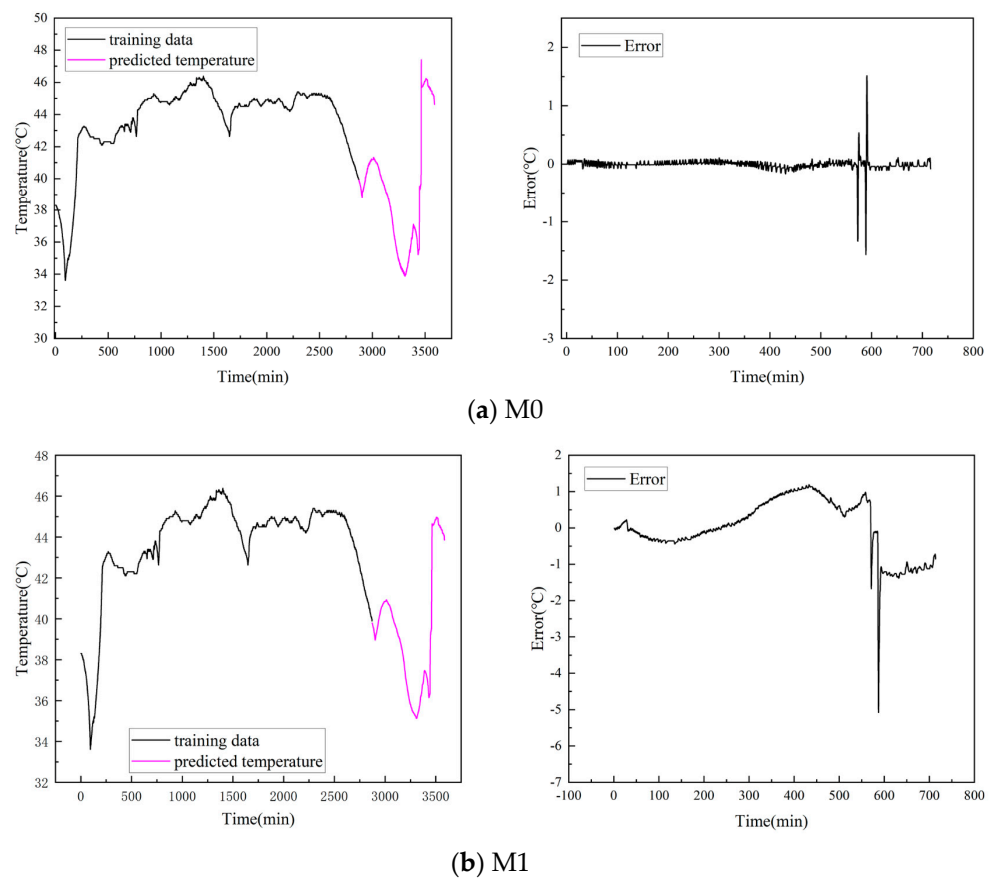 50
48
46
44
42
40
38
36
34
32
30
Temperature(℃)
training data
predicted temperature
0 500 1000 1500 2000 2500 3000 3500
Time(min)
2
1
0
-1
-2
-3
Error(℃)
Error
0 100 200 300 400 500 600 700 800
Time(min)
(a) M0
48
46
44
42
40
38
36
34
32
Temperature(℃)
training data
predicted temperature
0 500 1000 1500 2000 2500 3000 3500
Time(min)
2
1
0
-1
-2
-3
-4
-5
-6
-7
Error(℃)
Error
-100 0 100 200 300 400 500 600 700 800
Time(min)
(b) M1